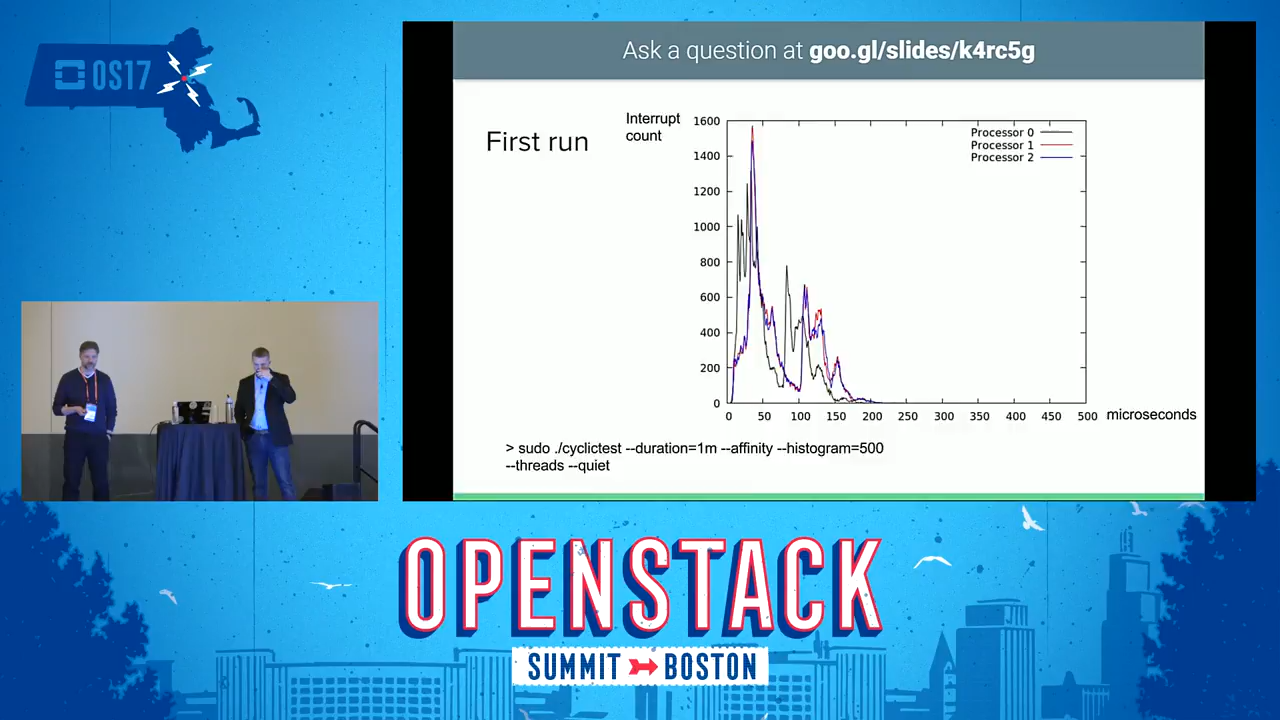 OS17
Ask a question at goo.gl/slides/k4rc5g
First run
Interrupt
count
1600
1400
1200
1000
800
600
400
200
0
Processor 0
Processor 1
Processor 2
0 50 100 150 200 250 300 350 400 450 500
microseconds
> sudo ./cyclictest --duration=1m --affinity --histogram=500
--threads --quiet
OPENSTACK
SUMMIT BOSTON